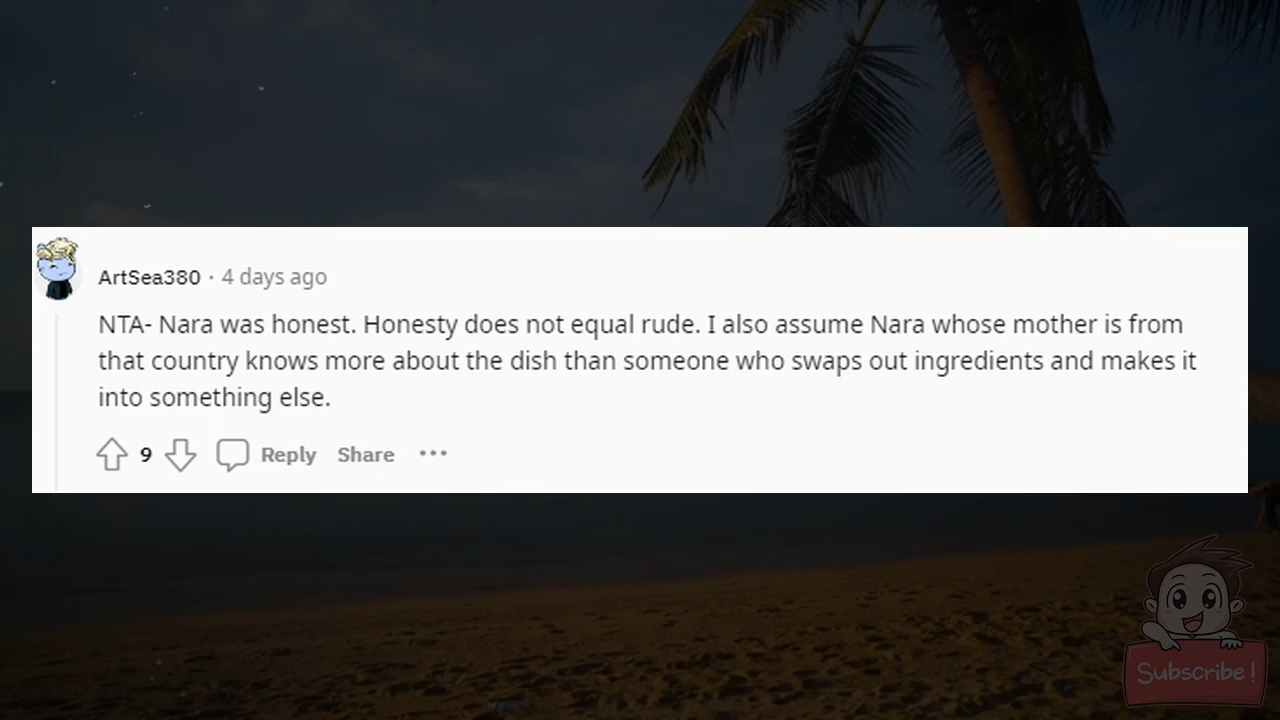 ArtSea380 · 4 days ago
NTA- Nara was honest. Honesty does not equal rude. I also assume Nara whose mother is from
that country knows more about the dish than someone who swaps out ingredients and makes it
into something else.
9 Reply Share ···
Subscribe!